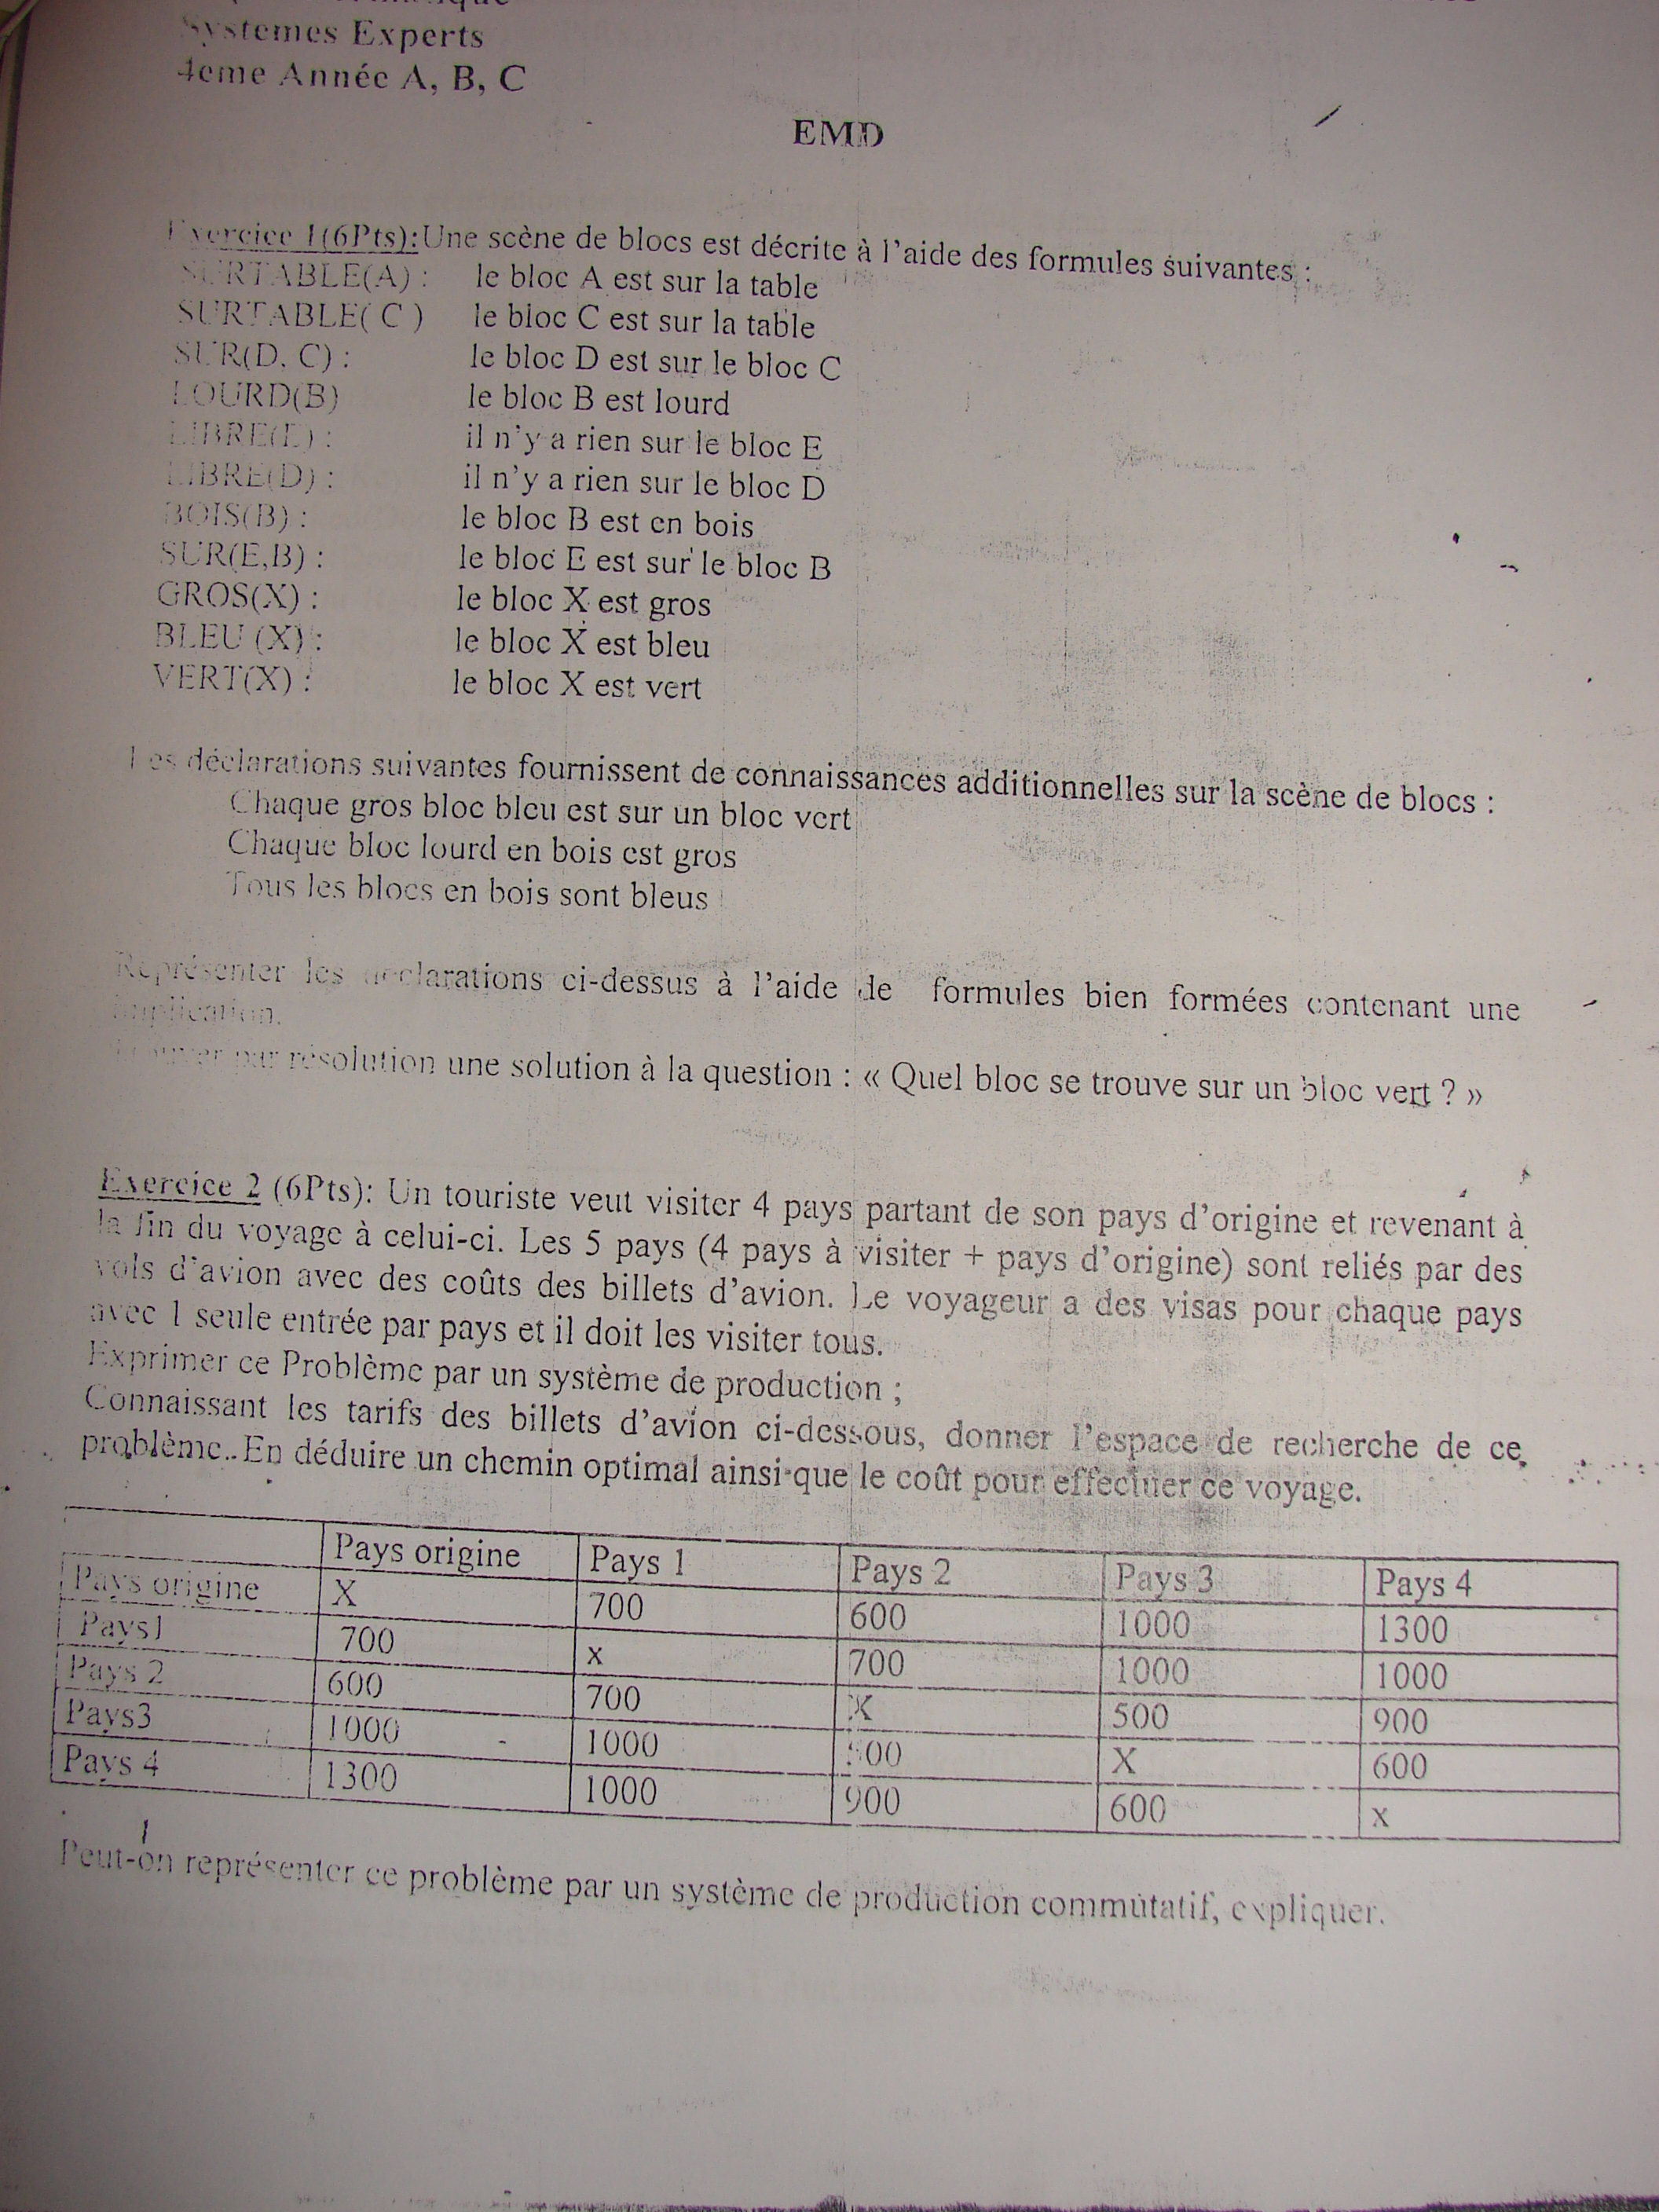 Systemes Experts
4eme Année A, B, C
EMD
Exercice 1(6Pts): Une scène de blocs est décrite à l'aide des formules suivantes :
SURTABLE(A) : le bloc A est sur la table
SURTABLE( C ) le bloc C est sur la table
SUR(D, C) : le bloc D est sur le bloc C
LOURD(B) le bloc B est lourd
LIBRE(E) : il n'y a rien sur le bloc E
LIBRE(D) : il n'y a rien sur le bloc D
BOIS(B) : le bloc B est en bois
SUR(E,B) : le bloc E est sur le bloc B
GROS(X) : le bloc X est gros
BLEU (X) : le bloc X est bleu
VERT(X) : le bloc X est vert
Les déclarations suivantes fournissent de connaissances additionnelles sur la scène de blocs :
Chaque gros bloc bleu est sur un bloc vert
Chaque bloc lourd en bois est gros
Tous les blocs en bois sont bleus
Représenter les déclarations ci-dessus à l'aide de formules bien formées contenant une
implication.
par résolution une solution à la question : « Quel bloc se trouve sur un bloc vert ? »
Exercice 2 (6Pts): Un touriste veut visiter 4 pays partant de son pays d'origine et revenant à
la fin du voyage à celui-ci. Les 5 pays (4 pays à visiter + pays d'origine) sont reliés par des
vols d'avion avec des coûts des billets d'avion. Le voyageur a des visas pour chaque pays
avec 1 seule entrée par pays et il doit les visiter tous.
Exprimer ce Problème par un système de production ;
Connaissant les tarifs des billets d'avion ci-dessous, donner l'espace de recherche de ce
problème. En déduire un chemin optimal ainsi que le coût pour effectuer ce voyage.
Pays origine Pays 1 Pays 2 Pays 3 Pays 4
Pays origine X 700 600 1000 1300
Pays1 700 x 700 1000 1000
Pays 2 600 700 X 500 900
Pays3 1000 1000 500 X 600
Pays 4 1300 1000 900 600 x
Peut-on représenter ce problème par un système de production commutatif, expliquer.